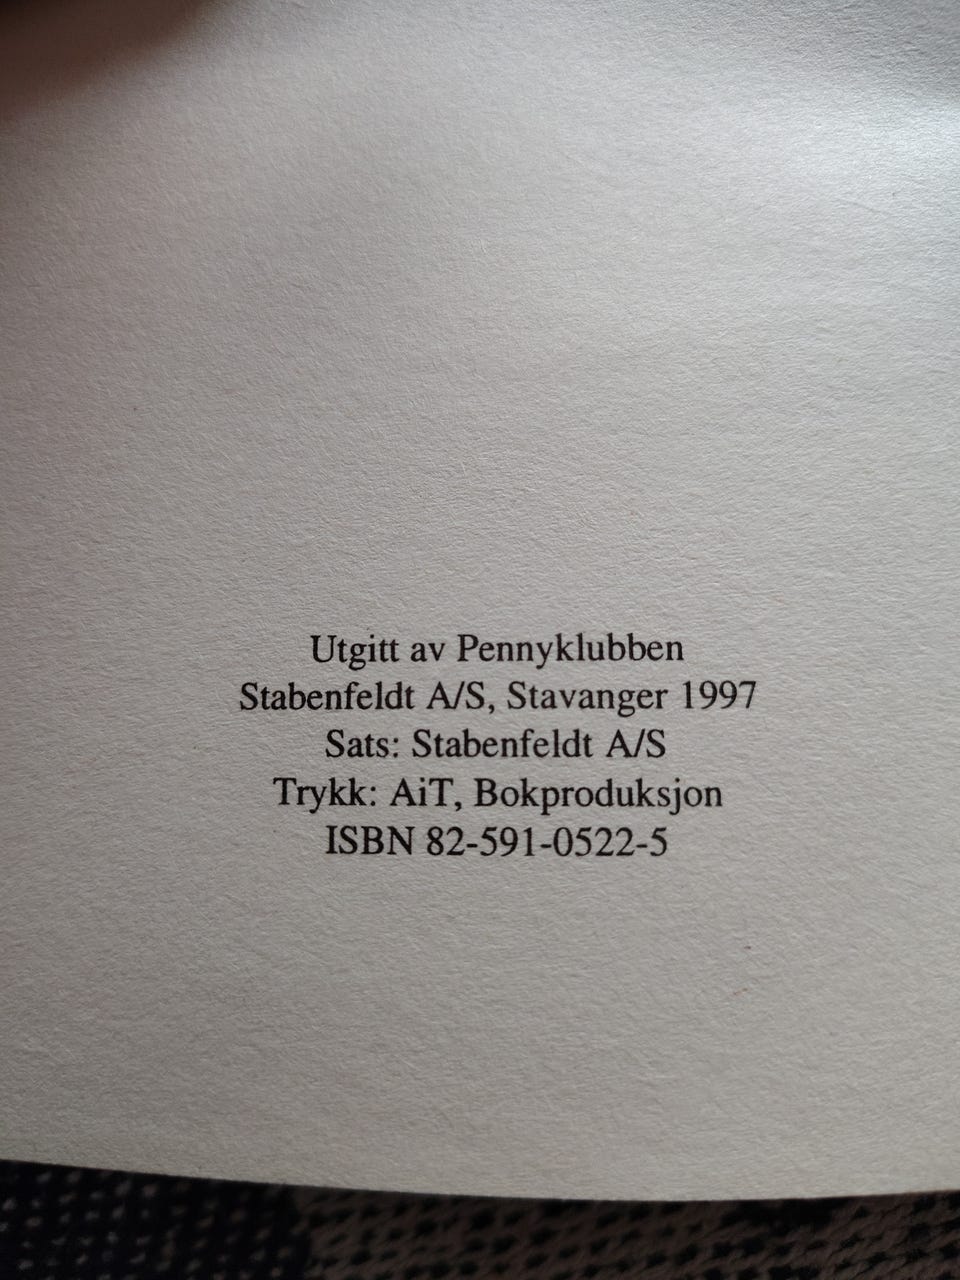 Utgitt av Pennyklubben
Stabenfeldt A/S, Stavanger 1997
Sats: Stabenfeldt A/S
Trykk: AiT, Bokproduksjon
ISBN 82-591-0522-5